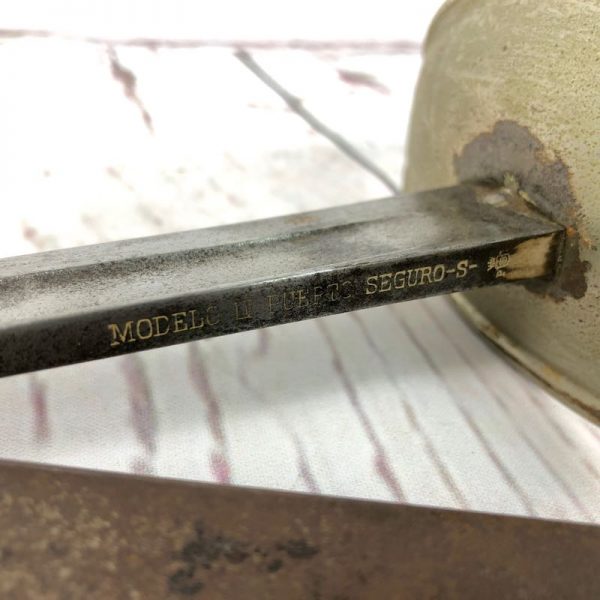 MODELO II PUERTO SEGURO-S-